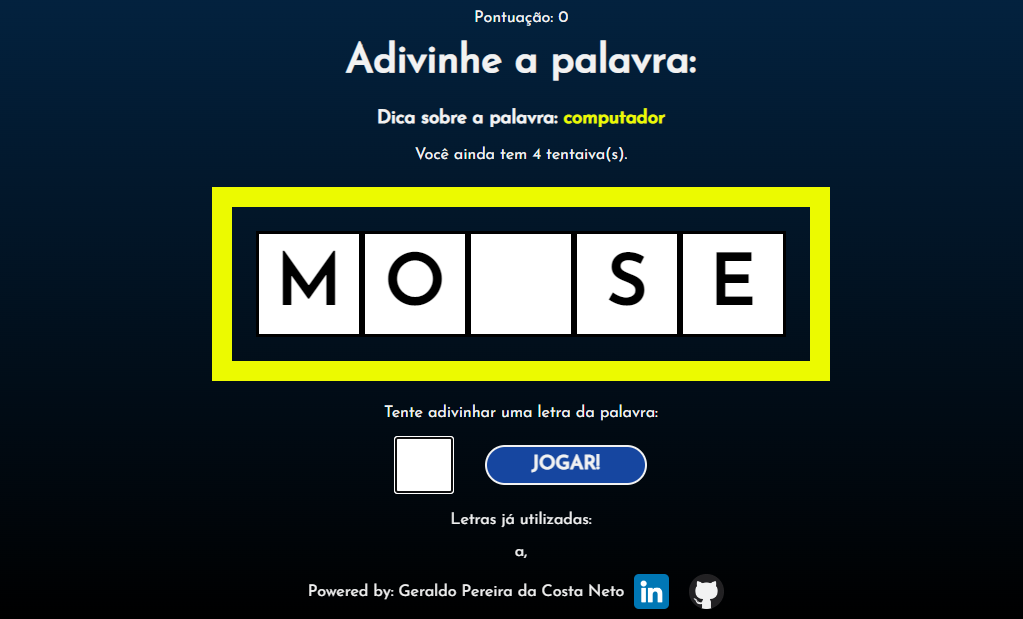 Pontuação: 0
Adivinhe a palavra:
Dica sobre a palavra: computador
Você ainda tem 4 tentaiva(s).
M O S E
Tente adivinhar uma letra da palavra:
JOGAR!
Letras já utilizadas:
a,
Powered by: Geraldo Pereira da Costa Neto in